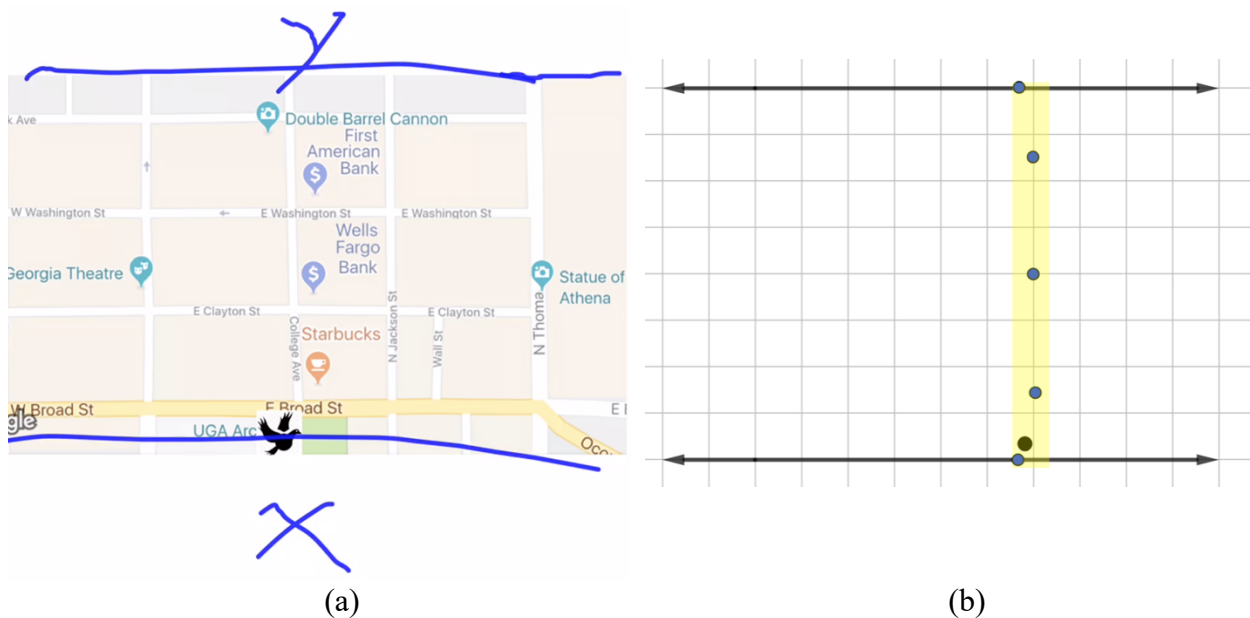 y
k Ave
Double Barrel Cannon
First
American
Bank
W Washington St
E Washington St
E Washington St
Wells
Fargo
Bank
Georgia Theatre
Statue of
Athena
E Clayton St
E Clayton St
College Ave
N Jackson St
Wall St
N Thoma
Starbucks
W Broad St
E Broad St
E B
gle
UGA Arc
Oco
x
(a)
(b)